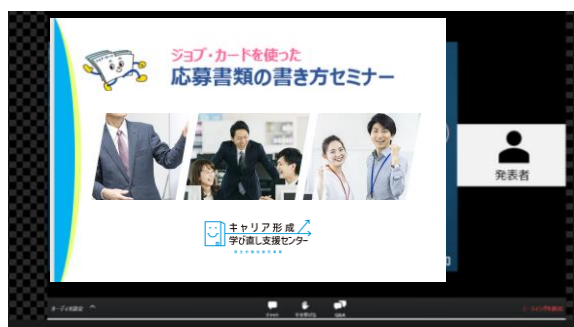 ジョブ・カードを使った
応募書類の書き方セミナー
キャリア形成
学び直し支援センター
発表者
Q&A